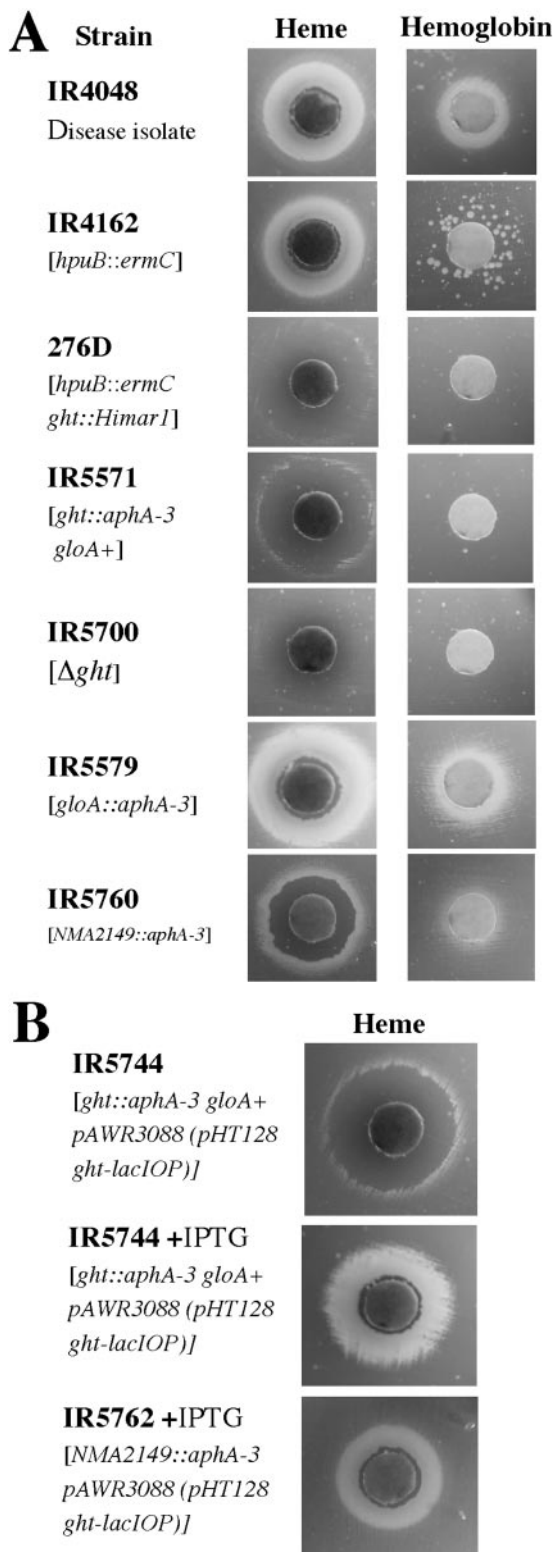 A Strain Heme Hemoglobin
IR4048
Disease isolate
IR4162
[hpuB::ermC]
276D
[hpuB::ermC
ght::Himar1]
IR5571
[ght::aphA-3
gloA+]
IR5700
[Δght]
IR5579
[gloA::aphA-3]
IR5760
[NMA2149::aphA-3]
B Heme
IR5744
[ght::aphA-3 gloA+
pAWR3088 (pHT128
ght-lacIOP)]
IR5744 +IPTG
[ght::aphA-3 gloA+
pAWR3088 (pHT128
ght-lacIOP)]
IR5762 +IPTG
[NMA2149::aphA-3
pAWR3088 (pHT128
ght-lacIOP)]